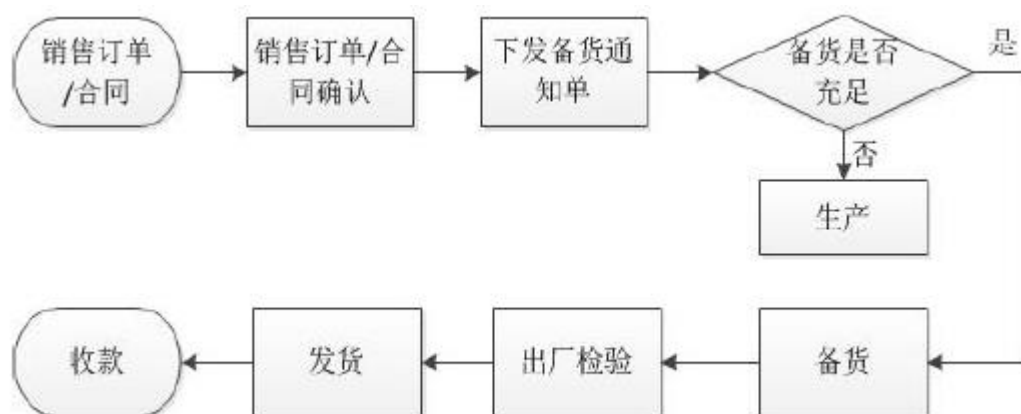 销售订单
/合同
销售订单/合
同确认
下发备货通
知单
备货是否
充足
是
否
生产
收款
发货
出厂检验
备货